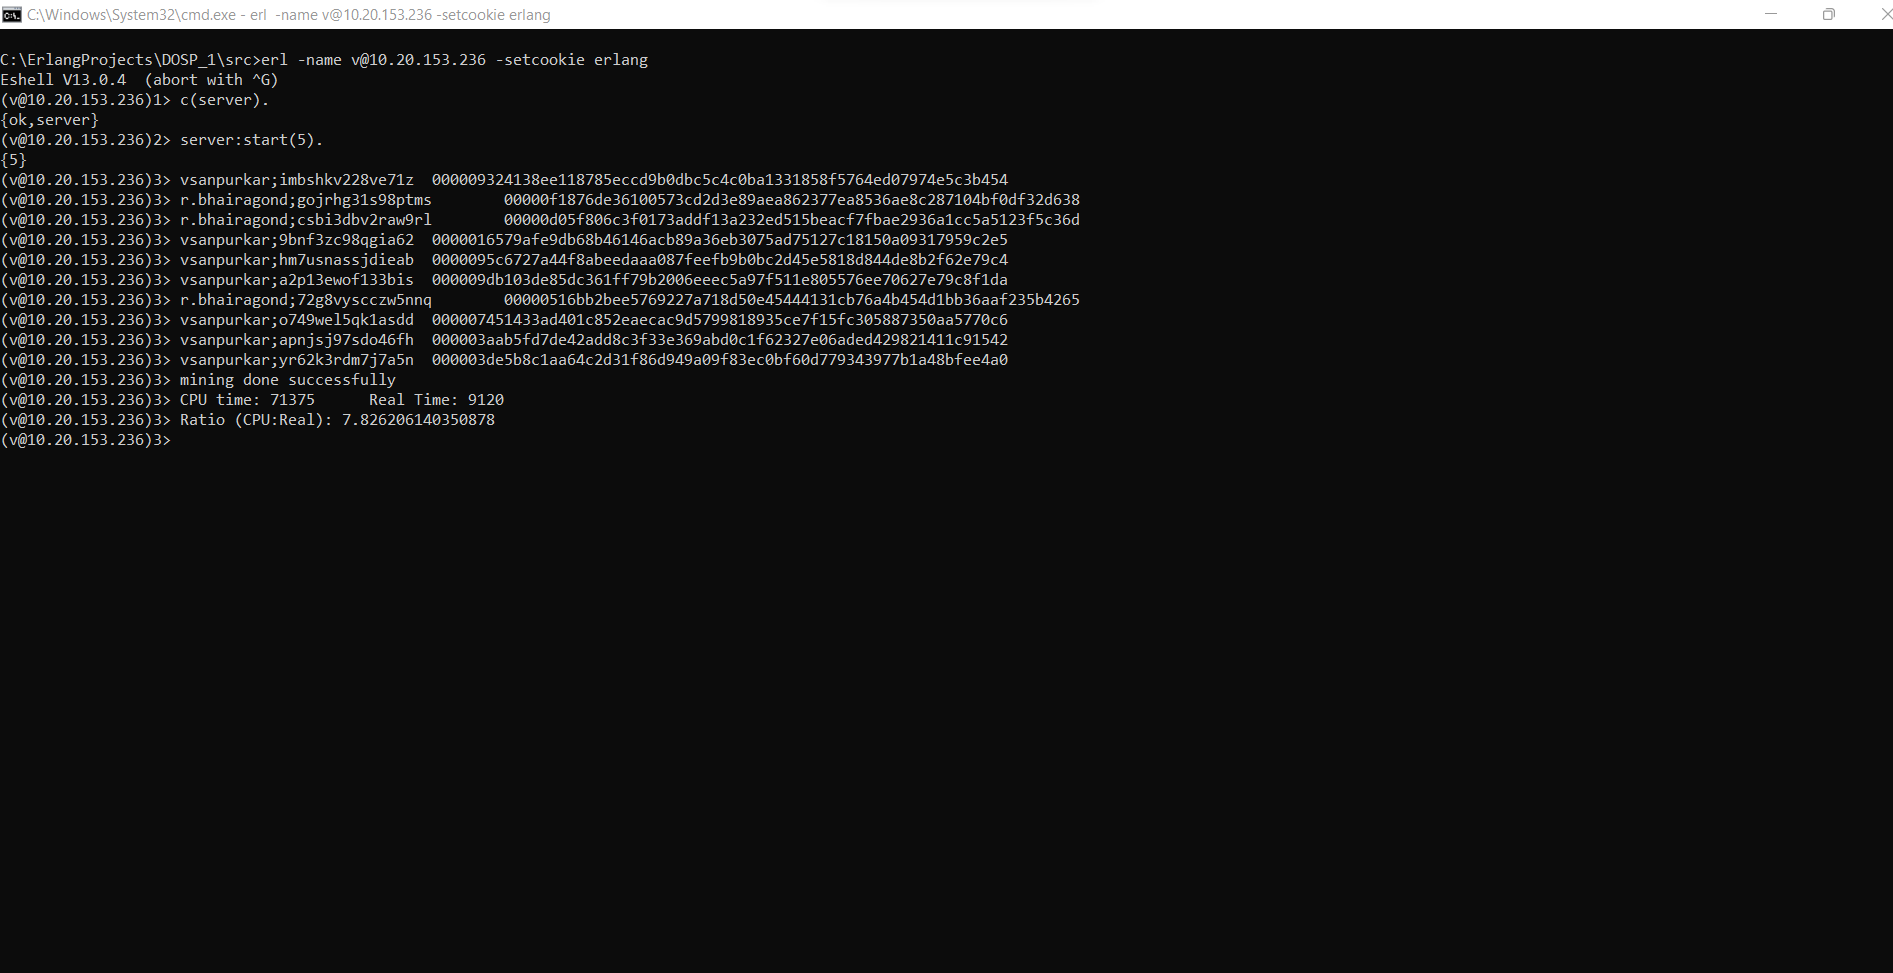 C:\Windows\System32\cmd.exe - erl -name v@10.20.153.236 -setcookie erlang
C:\ErlangProjects\DOSP_1\src>erl -name v@10.20.153.236 -setcookie erlang
Eshell V13.0.4  (abort with ^G)
(v@10.20.153.236)1> c(server).
{ok,server}
(v@10.20.153.236)2> server:start(5).
{5}
(v@10.20.153.236)3> vsanpurkar;imbshkv228ve71z  000009324138ee118785eccd9b0dbc5c4c0ba1331858f5764ed07974e5c3b454
(v@10.20.153.236)3> r.bhairagond;gojrhg31s98ptms        00000f1876de36100573cd2d3e89aea862377ea8536ae8c287104bf0df32d638
(v@10.20.153.236)3> r.bhairagond;csbi3dbv2raw9rl        00000d05f806c3f0173addf13a232ed515beacf7fbae2936a1cc5a5123f5c36d
(v@10.20.153.236)3> vsanpurkar;9bnf3zc98qgia62  0000016579afe9db68b46146acb89a36eb3075ad75127c18150a09317959c2e5
(v@10.20.153.236)3> vsanpurkar;hm7usnassjdieab  0000095c6727a44f8abeedaaa087feefb9b0bc2d45e5818d844de8b2f62e79c4
(v@10.20.153.236)3> vsanpurkar;a2p13ewof133bis  000009db103de85dc361ff79b2006eeec5a97f511e805576ee70627e79c8f1da
(v@10.20.153.236)3> r.bhairagond;72g8vyscczw5nnq        00000516bb2bee5769227a718d50e45444131cb76a4b454d1bb36aaf235b4265
(v@10.20.153.236)3> vsanpurkar;o749wel5qk1asdd  000007451433ad401c852eaecac9d5799818935ce7f15fc305887350aa5770c6
(v@10.20.153.236)3> vsanpurkar;apnjsj97sdo46fh  000003aab5fd7de42add8c3f33e369abd0c1f62327e06aded429821411c91542
(v@10.20.153.236)3> vsanpurkar;yr62k3rdm7j7a5n  000003de5b8c1aa64c2d31f86d949a09f83ec0bf60d779343977b1a48bfee4a0
(v@10.20.153.236)3> mining done successfully
(v@10.20.153.236)3> CPU time: 71375      Real Time: 9120
(v@10.20.153.236)3> Ratio (CPU:Real): 7.826206140350878
(v@10.20.153.236)3>